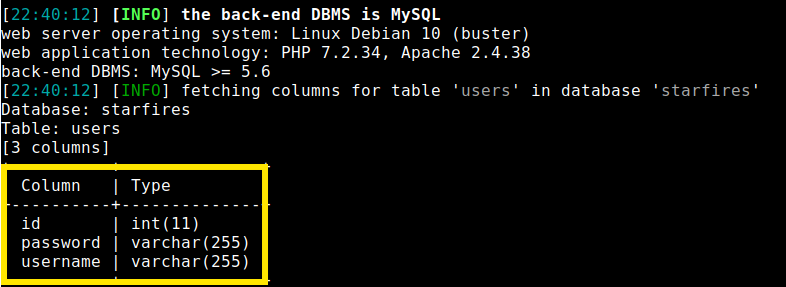 [22:40:12] [INFO] the back-end DBMS is MySQL
web server operating system: Linux Debian 10 (buster)
web application technology: PHP 7.2.34, Apache 2.4.38
back-end DBMS: MySQL >= 5.6
[22:40:12] [INFO] fetching columns for table 'users' in database 'starfires'
Database: starfires
Table: users
[3 columns]
Column | Type
-----------+---------------+
id | int(11)
password | varchar(255)
username | varchar(255)